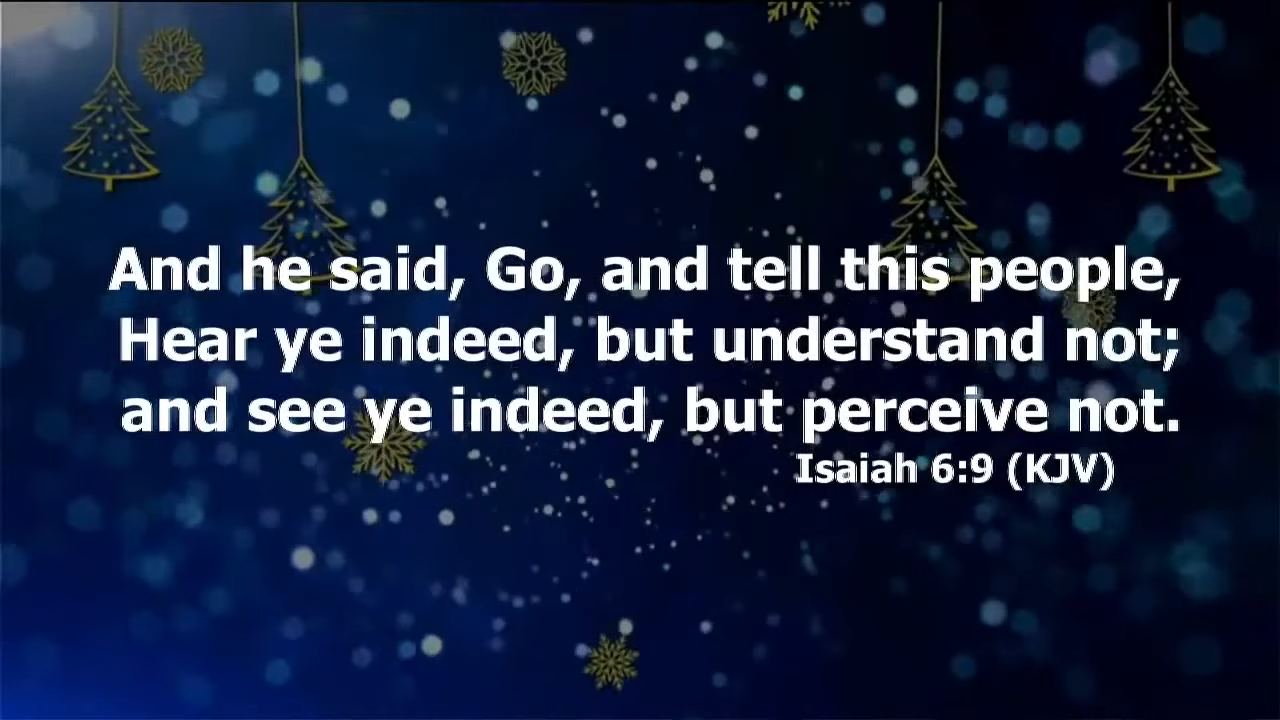 And he said, Go, and tell this people,
Hear ye indeed, but understand not;
and see ye indeed, but perceive not.
Isaiah 6:9 (KJV)